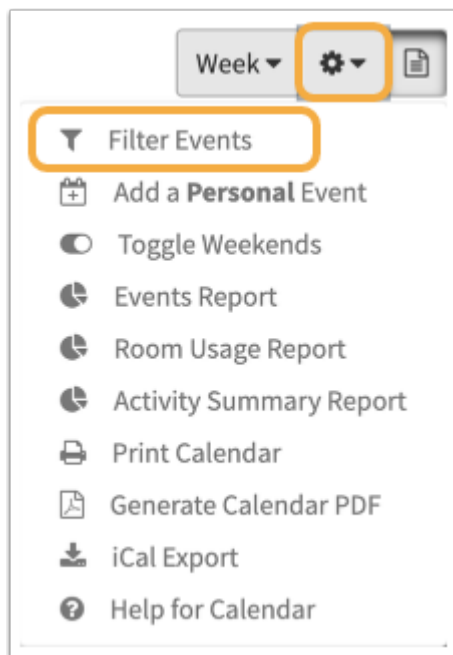 Week
Filter Events
Add a Personal Event
Toggle Weekends
Events Report
Room Usage Report
Activity Summary Report
Print Calendar
Generate Calendar PDF
iCal Export
Help for Calendar